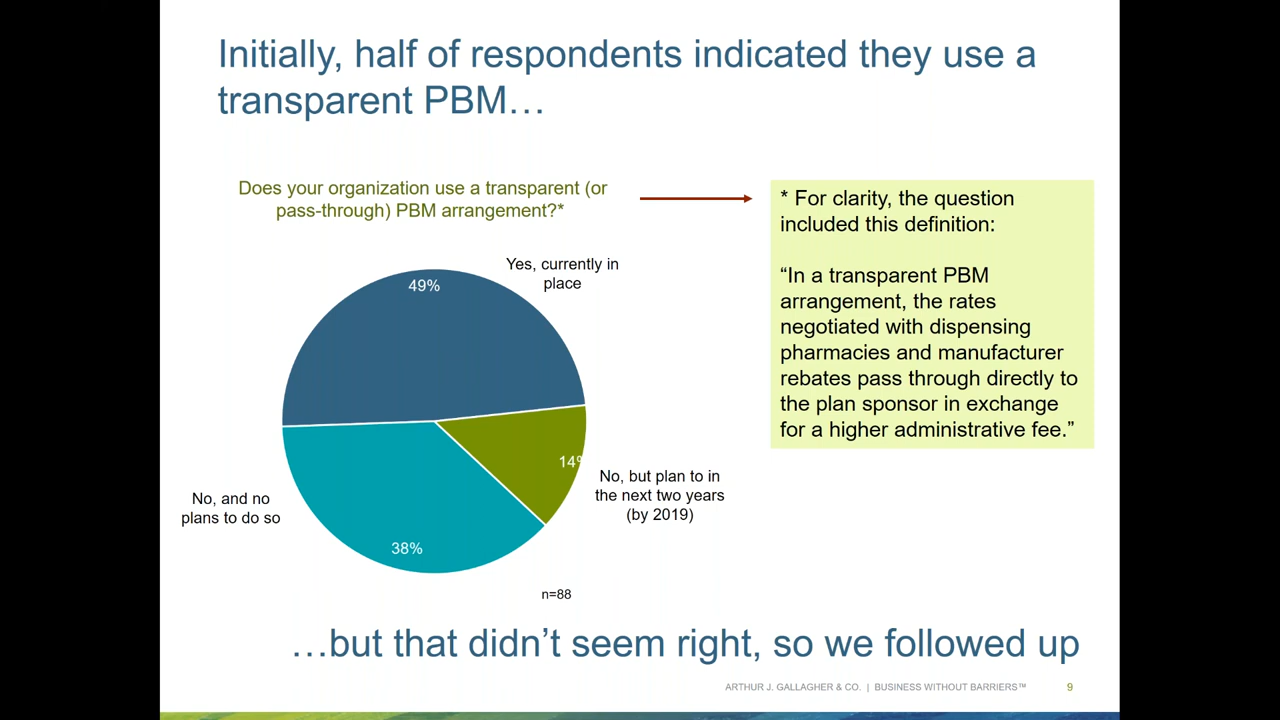 Initially, half of respondents indicated they use a
transparent PBM…
Does your organization use a transparent (or
pass-through) PBM arrangement?*
* For clarity, the question
included this definition:
“In a transparent PBM
arrangement, the rates
negotiated with dispensing
pharmacies and manufacturer
rebates pass through directly to
the plan sponsor in exchange
for a higher administrative fee.”
Yes, currently in
place
49%
14%
No, but plan to in
the next two years
(by 2019)
No, and no
plans to do so
38%
n=88
…but that didn’t seem right, so we followed up
ARTHUR J. GALLAGHER & CO. | BUSINESS WITHOUT BARRIERS™
9